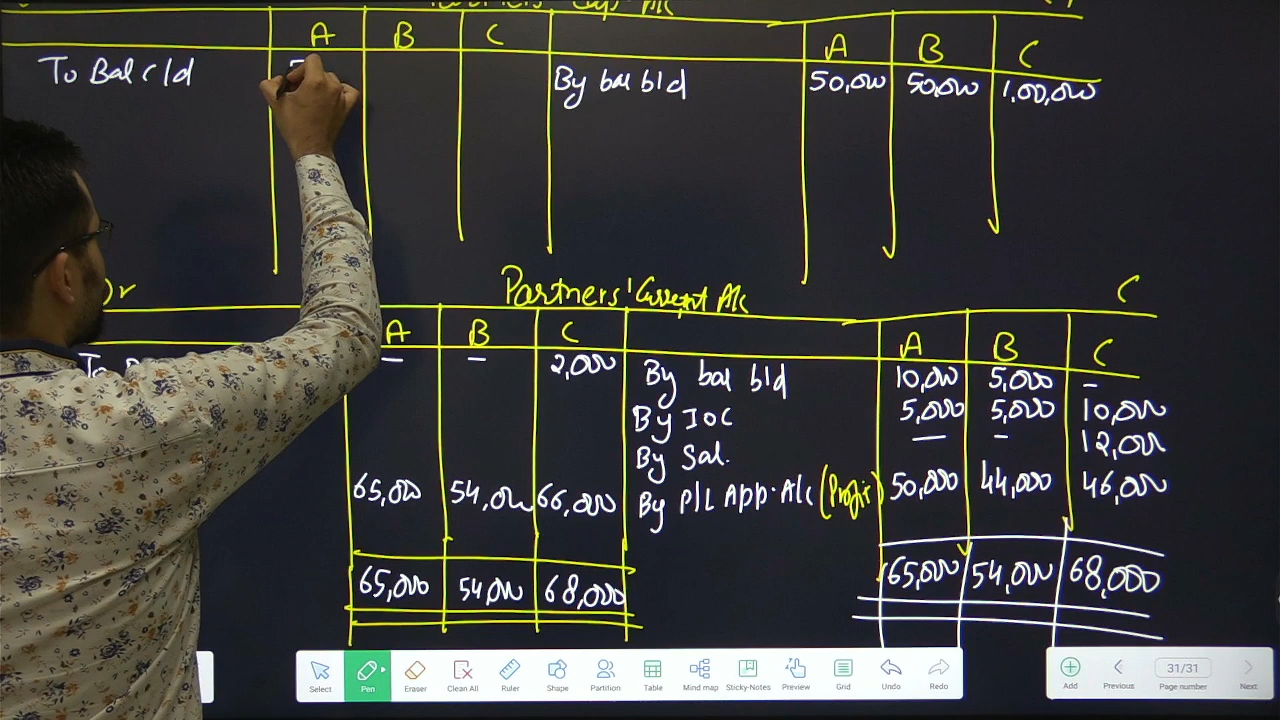 Cap. A/c
A B C A B C
To Bal c/d By bal b/d 50,000 50,000 1,00,000
Dr Partners' Current A/c C
A B C A B C
To — — 2,000 By bal b/d 10,000 5,000 —
By IOC 5,000 5,000 10,000
By Sal. — — 12,000
65,000 54,000 66,000 By P/L App. A/c (Profit) 50,000 44,000 46,000
65,000 54,000 68,000 65,000 54,000 68,000
Select Pen Eraser Clean All Ruler Shape Partition Table Mind map Sticky-Notes Preview Grid Undo Redo Add Previous 31/31 Page number Next